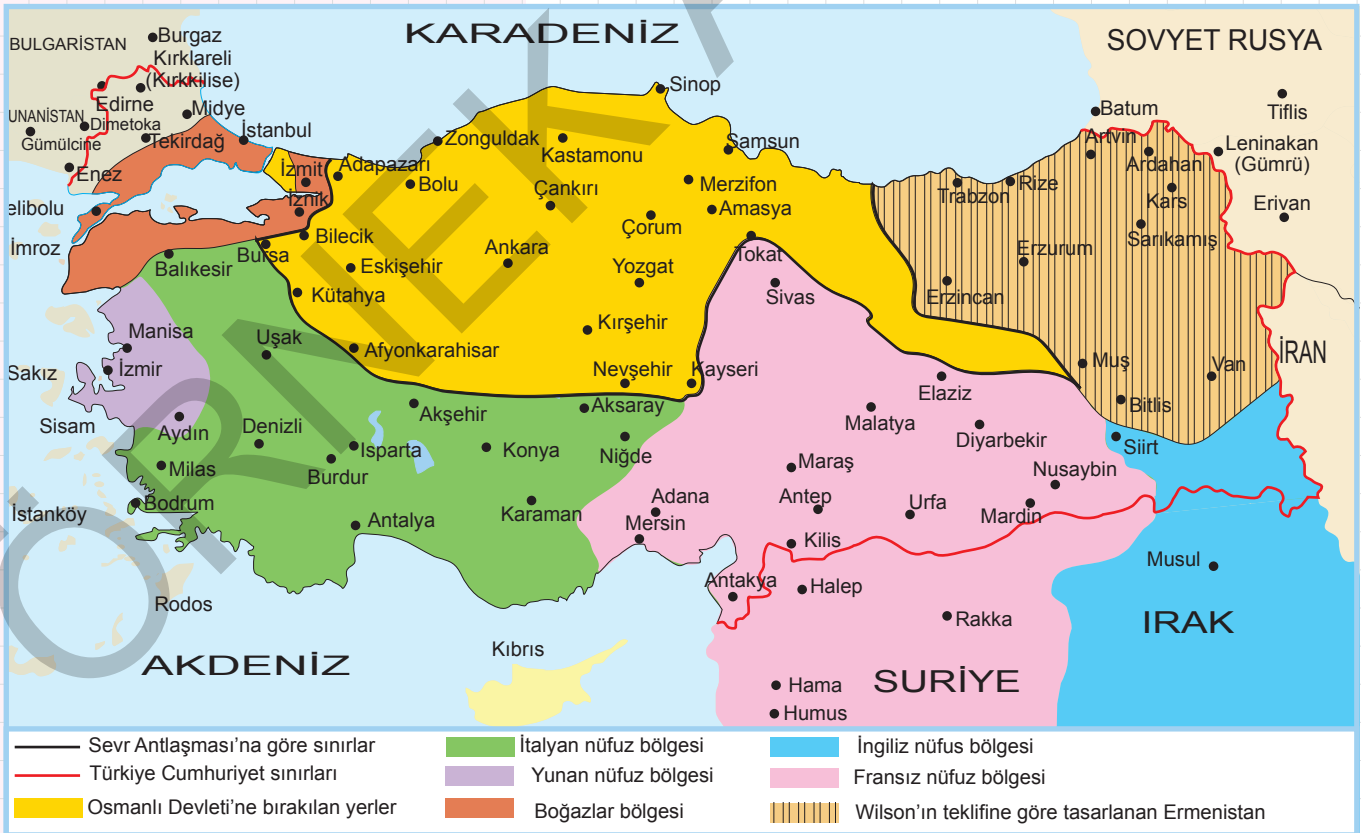 KARADENİZ
SOVYET RUSYA
BULGARİSTAN
Burgaz
Kırklareli
(Kırkkilise)
Edirne
Midye
UNANİSTAN
Dimetoka
Gümülcine
Tekirdağ
İstanbul
Enez
elibolu
İmroz
İzmit
İznik
Adapazarı
Bolu
Zonguldak
Kastamonu
Sinop
Samsun
Çankırı
Merzifon
Amasya
Çorum
Tokat
Batum
Artvin
Ardahan
Tiflis
Leninakan
(Gümrü)
Trabzon
Rize
Kars
Erivan
Sarıkamış
Erzurum
Erzincan
Balıkesir
Bursa
Bilecik
Eskişehir
Kütahya
Ankara
Yozgat
Sivas
Kırşehir
Manisa
İzmir
Uşak
Afyonkarahisar
Nevşehir
Kayseri
Elaziz
Muş
Van
İRAN
Bitlis
Sakız
Sisam
Aydın
Denizli
Akşehir
Aksaray
Malatya
Diyarbekir
Siirt
Milas
Isparta
Burdur
Konya
Niğde
Maraş
Nusaybin
Bodrum
İstanköy
Antalya
Karaman
Adana
Mersin
Antep
Urfa
Mardin
Kilis
Musul
Antakya
Halep
Rakka
Rodos
IRAK
AKDENİZ
Kıbrıs
SURİYE
Hama
Humus
Sevr Antlaşması’na göre sınırlar
Türkiye Cumhuriyet sınırları
Osmanlı Devleti’ne bırakılan yerler
İtalyan nüfuz bölgesi
Yunan nüfuz bölgesi
Boğazlar bölgesi
İngiliz nüfus bölgesi
Fransız nüfuz bölgesi
Wilson’ın teklifine göre tasarlanan Ermenistan
ÖRNEK